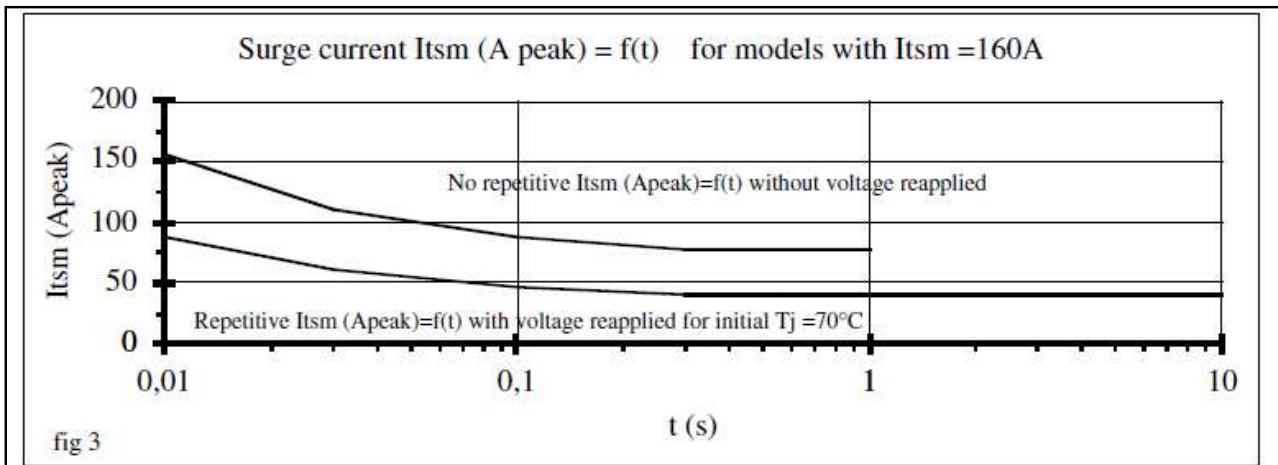 Surge current Itsm (A peak) = f(t) for models with Itsm =160A
200
150
100
50
0
Itsm (Apeak)
No repetitive Itsm (Apeak)=f(t) without voltage reapplied
Repetitive Itsm (Apeak)=f(t) with voltage reapplied for initial Tj =70°C
0,01 0,1 1 10
t (s)
fig 3